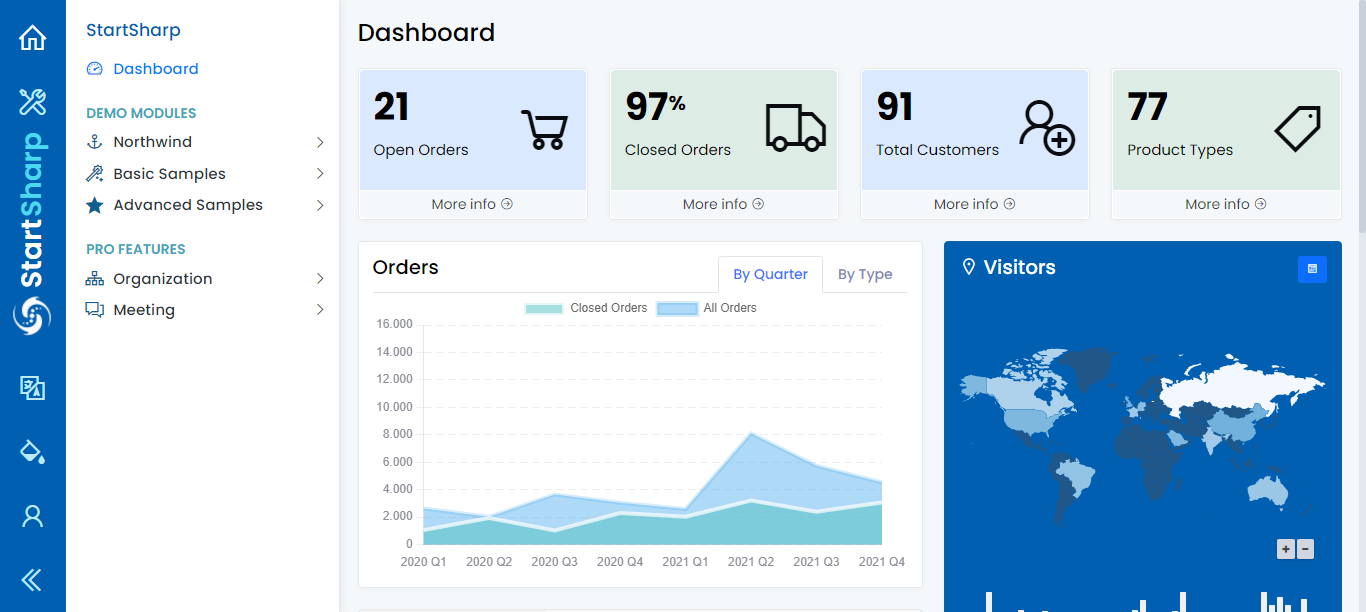 StartSharp
StartSharp
Dashboard
DEMO MODULES
Northwind
Basic Samples
Advanced Samples
PRO FEATURES
Organization
Meeting
Dashboard
21
Open Orders
More info
97%
Closed Orders
More info
91
Total Customers
More info
77
Product Types
More info
Orders
By Quarter
By Type
Closed Orders
All Orders
16.000
14.000
12.000
10.000
8.000
6.000
4.000
2.000
0
2020 Q1
2020 Q2
2020 Q3
2020 Q4
2021 Q1
2021 Q2
2021 Q3
2021 Q4
Visitors
+
−